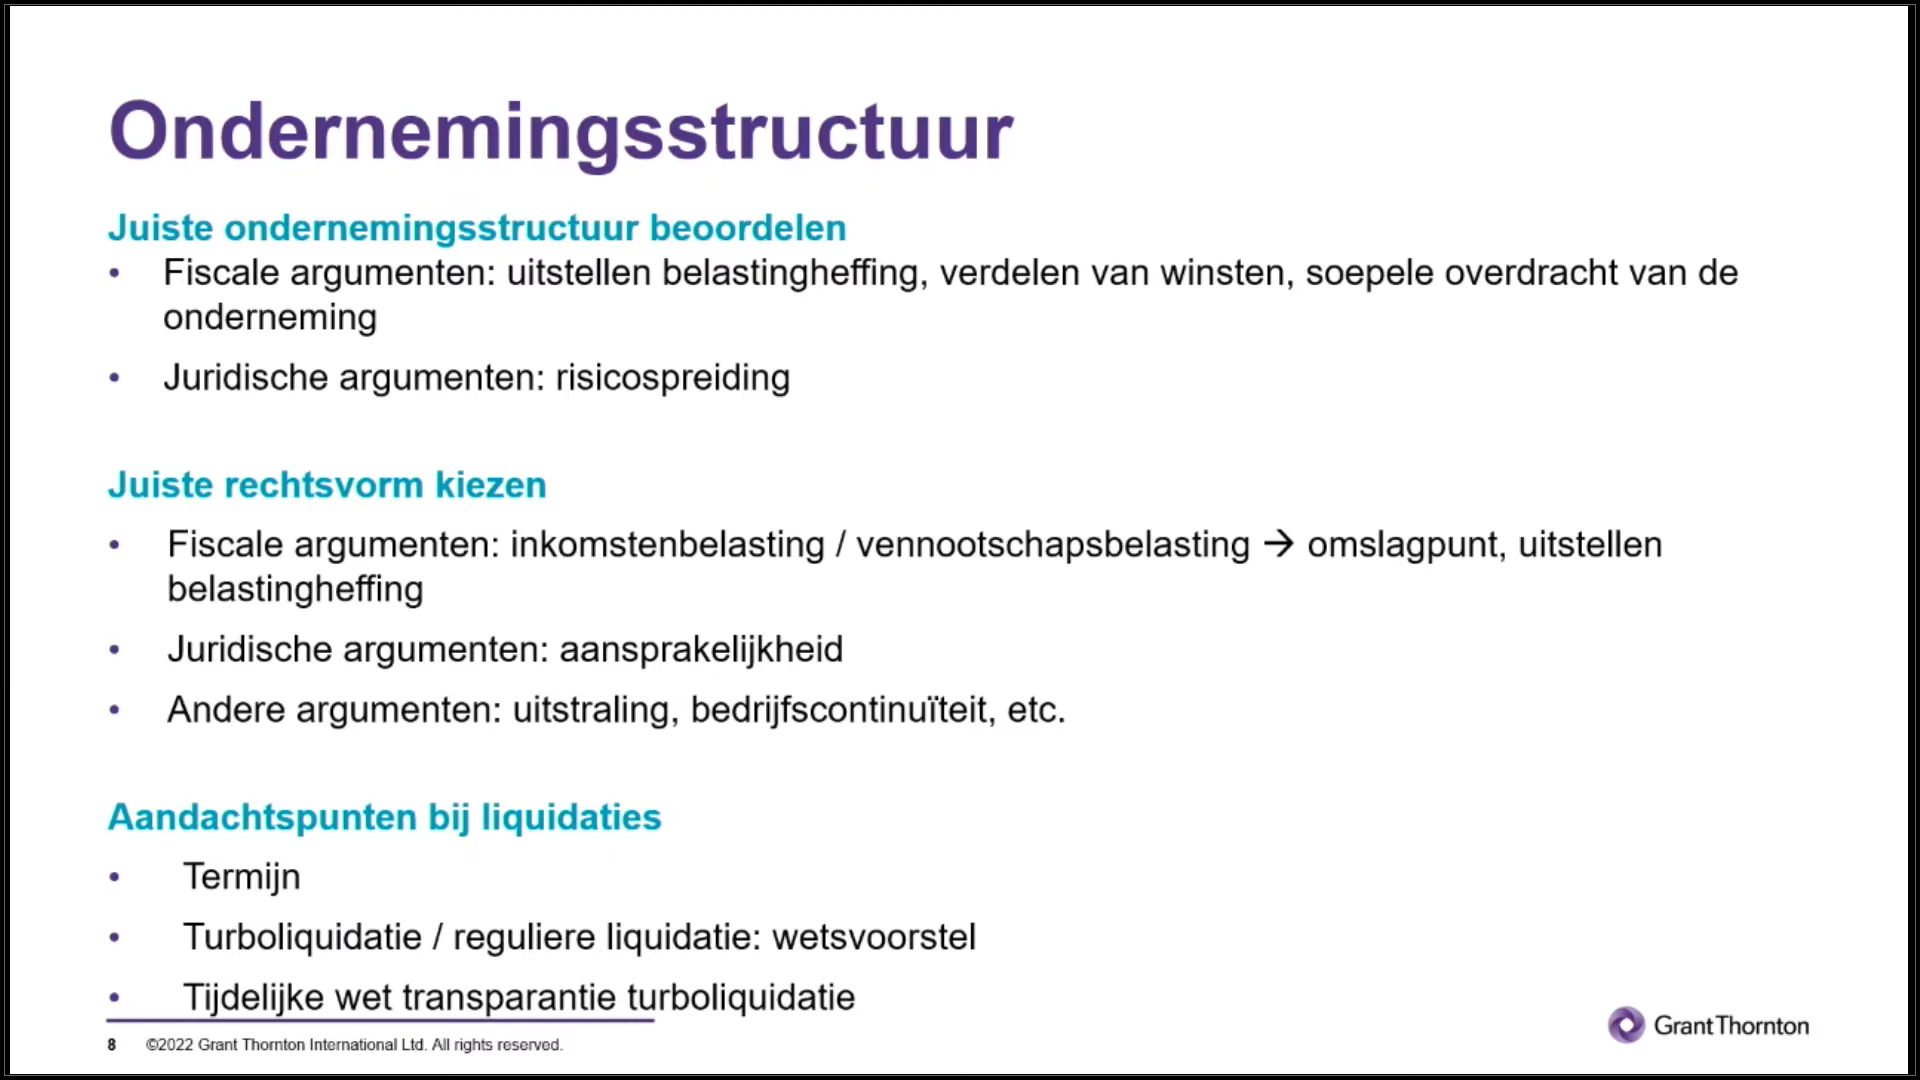 Ondernemingsstructuur
Juiste ondernemingsstructuur beoordelen
• Fiscale argumenten: uitstellen belastingheffing, verdelen van winsten, soepele overdracht van de
onderneming
• Juridische argumenten: risicospreiding
Juiste rechtsvorm kiezen
• Fiscale argumenten: inkomstenbelasting / vennootschapsbelasting → omslagpunt, uitstellen
belastingheffing
• Juridische argumenten: aansprakelijkheid
• Andere argumenten: uitstraling, bedrijfscontinuïteit, etc.
Aandachtspunten bij liquidaties
• Termijn
• Turboliquidatie / reguliere liquidatie: wetsvoorstel
• Tijdelijke wet transparantie turboliquidatie
8 ©2022 Grant Thornton International Ltd. All rights reserved.
Grant Thornton